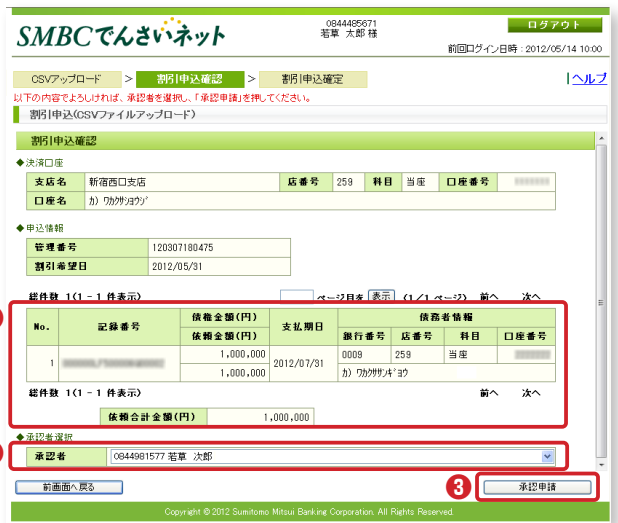 SMBCでんさいネット
0844485671
若草 太郎 様
ログアウト
前回ログイン日時：2012/05/14 10:00
CSVアップロード > 割引申込確認 > 割引申込確定
ヘルプ
以下の内容でよろしければ、承認者を選択し、「承認申請」を押してください。
割引申込(CSVファイルアップロード)
割引申込確認
◆決済口座
支店名 新宿西口支店 店番号 259 科目 当座 口座番号
口座名 カ) ワカクサシヨウジ
◆申込情報
管理番号 120307180475
割引希望日 2012/05/31
総件数 1(1 - 1 件表示) ページ目を 表示 (1/1 ページ) 前へ 次へ
No. 記録番号 債権金額(円) 支払期日 債務者情報
依頼金額(円) 銀行番号 店番号 科目 口座番号
1 1,000,000 2012/07/31 0009 259 当座
1,000,000 カ) ワカクササンギヨウ
総件数 1(1 - 1 件表示) 前へ 次へ
依頼合計金額(円) 1,000,000
◆承認者選択
承認者 0844981577 若草 次郎
前画面へ戻る 3 承認申請
Copyright © 2012 Sumitomo Mitsui Banking Corporation. All Rights Reserved.